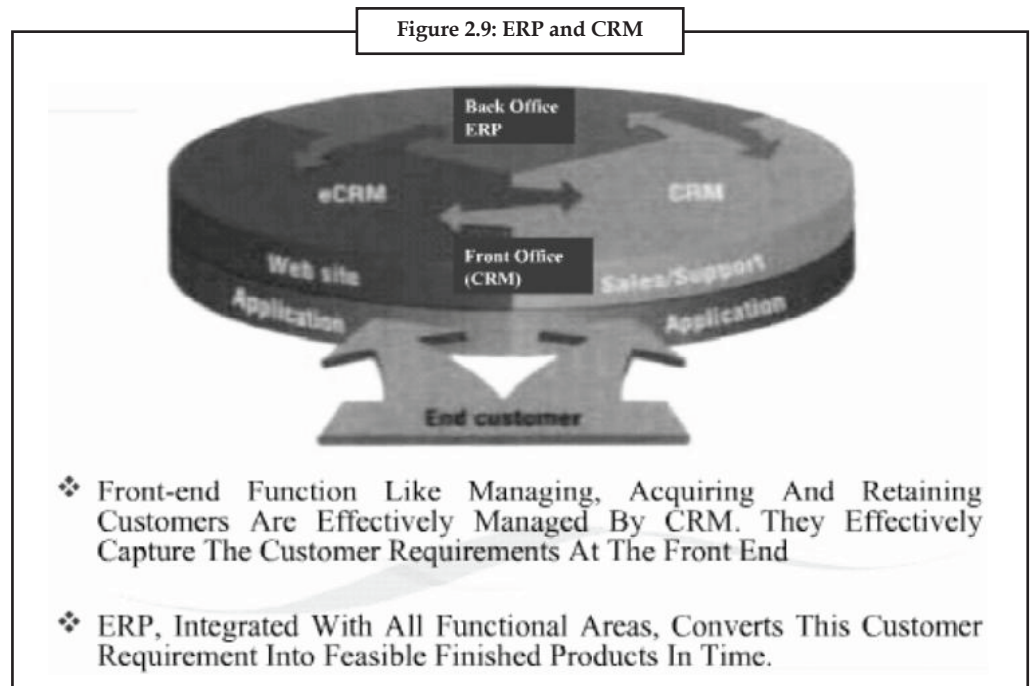 Figure 2.9: ERP and CRM
Back Office
ERP
eCRM
CRM
Front Office
(CRM)
Web site
Sales/Support
Application
Application
End customer
❖ Front-end Function Like Managing, Acquiring And Retaining
Customers Are Effectively Managed By CRM. They Effectively
Capture The Customer Requirements At The Front End
❖ ERP, Integrated With All Functional Areas, Converts This Customer
Requirement Into Feasible Finished Products In Time.